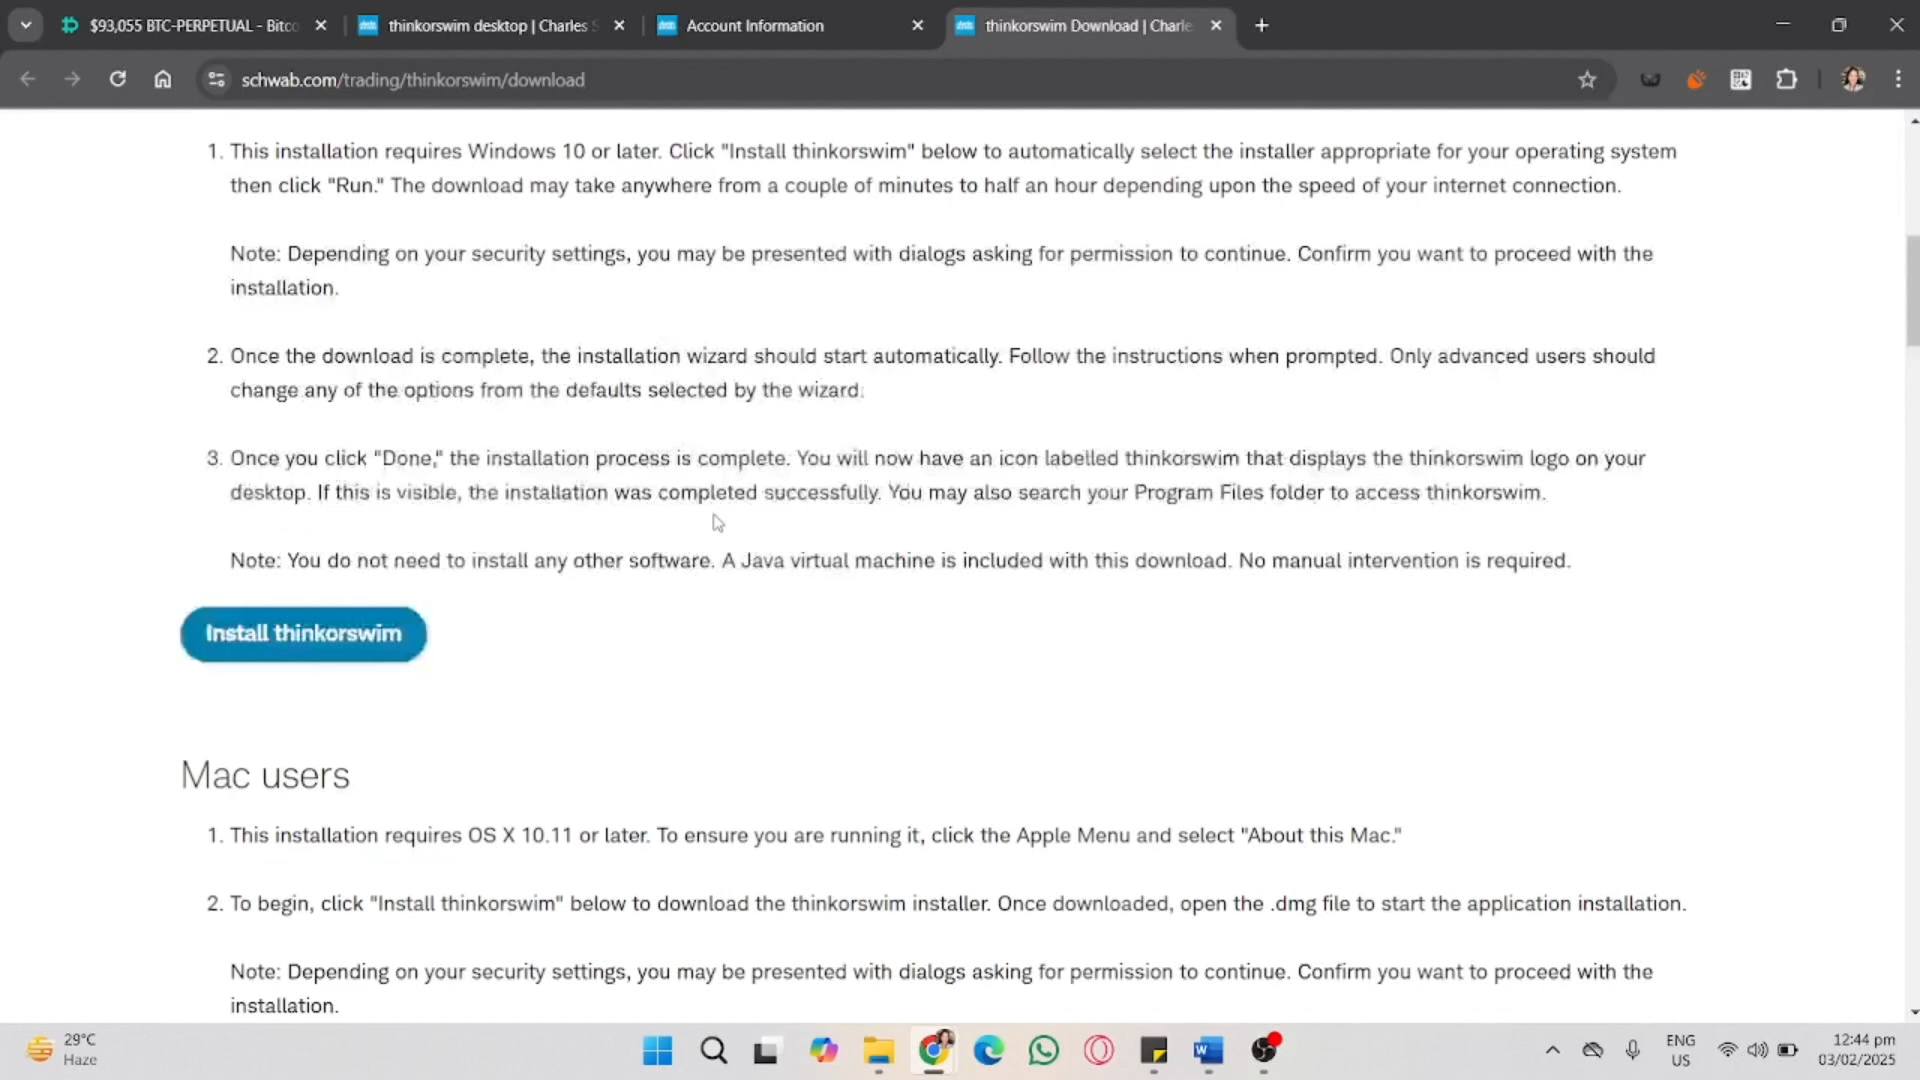 $93,055 BTC-PERPETUAL - Bitco
thinkorswim desktop | Charles S
Account Information
thinkorswim Download | Charle
schwab.com/trading/thinkorswim/download
1. This installation requires Windows 10 or later. Click "Install thinkorswim" below to automatically select the installer appropriate for your operating system
then click "Run." The download may take anywhere from a couple of minutes to half an hour depending upon the speed of your internet connection.
Note: Depending on your security settings, you may be presented with dialogs asking for permission to continue. Confirm you want to proceed with the
installation.
2. Once the download is complete, the installation wizard should start automatically. Follow the instructions when prompted. Only advanced users should
change any of the options from the defaults selected by the wizard.
3. Once you click "Done," the installation process is complete. You will now have an icon labelled thinkorswim that displays the thinkorswim logo on your
desktop. If this is visible, the installation was completed successfully. You may also search your Program Files folder to access thinkorswim.
Note: You do not need to install any other software. A Java virtual machine is included with this download. No manual intervention is required.
Install thinkorswim
Mac users
1. This installation requires OS X 10.11 or later. To ensure you are running it, click the Apple Menu and select "About this Mac."
2. To begin, click "Install thinkorswim" below to download the thinkorswim installer. Once downloaded, open the .dmg file to start the application installation.
Note: Depending on your security settings, you may be presented with dialogs asking for permission to continue. Confirm you want to proceed with the
installation.
29°C
Haze
ENG
US
12:44 pm
03/02/2025